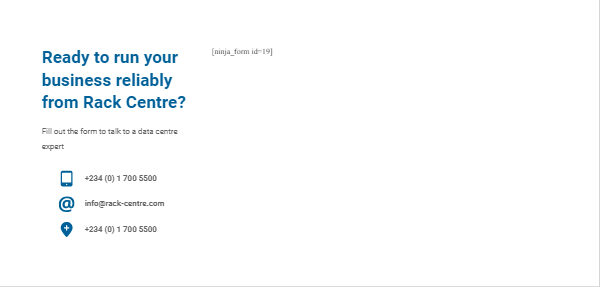 Ready to run your
business reliably
from Rack Centre?
Fill out the form to talk to a data centre
expert
+234 (0) 1 700 5500
info@rack-centre.com
+234 (0) 1 700 5500
[ninja_form id=19]